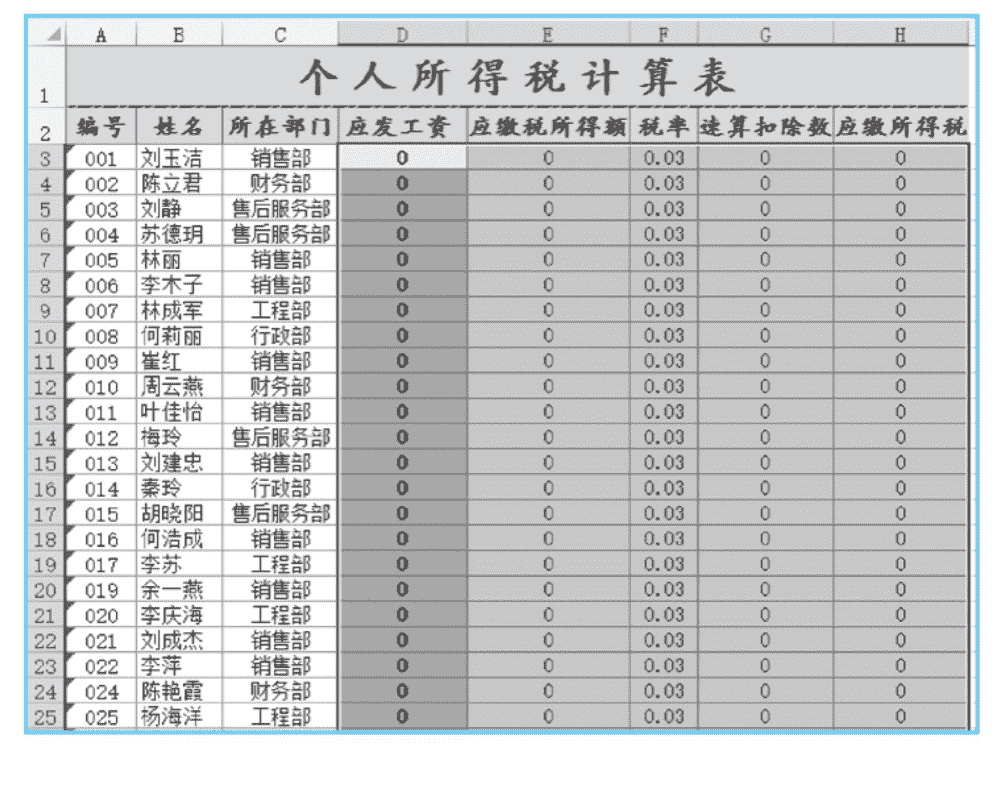 A B C D E F G H
1 个人所得税计算表
2 编号 姓名 所在部门 应发工资 应缴税所得额 税率 速算扣除数 应缴所得税
3 001 刘玉洁 销售部 0 0 0.03 0 0
4 002 陈立君 财务部 0 0 0.03 0 0
5 003 刘静 售后服务部 0 0 0.03 0 0
6 004 苏德玥 售后服务部 0 0 0.03 0 0
7 005 林丽 销售部 0 0 0.03 0 0
8 006 李木子 销售部 0 0 0.03 0 0
9 007 林成军 工程部 0 0 0.03 0 0
10 008 何莉丽 行政部 0 0 0.03 0 0
11 009 崔红 销售部 0 0 0.03 0 0
12 010 周云燕 财务部 0 0 0.03 0 0
13 011 叶佳怡 销售部 0 0 0.03 0 0
14 012 梅玲 售后服务部 0 0 0.03 0 0
15 013 刘建忠 销售部 0 0 0.03 0 0
16 014 秦玲 行政部 0 0 0.03 0 0
17 015 胡晓阳 售后服务部 0 0 0.03 0 0
18 016 何浩成 销售部 0 0 0.03 0 0
19 017 李苏 工程部 0 0 0.03 0 0
20 019 余一燕 销售部 0 0 0.03 0 0
21 020 李庆海 工程部 0 0 0.03 0 0
22 021 刘成杰 销售部 0 0 0.03 0 0
23 022 李萍 销售部 0 0 0.03 0 0
24 024 陈艳霞 财务部 0 0 0.03 0 0
25 025 杨海洋 工程部 0 0 0.03 0 0